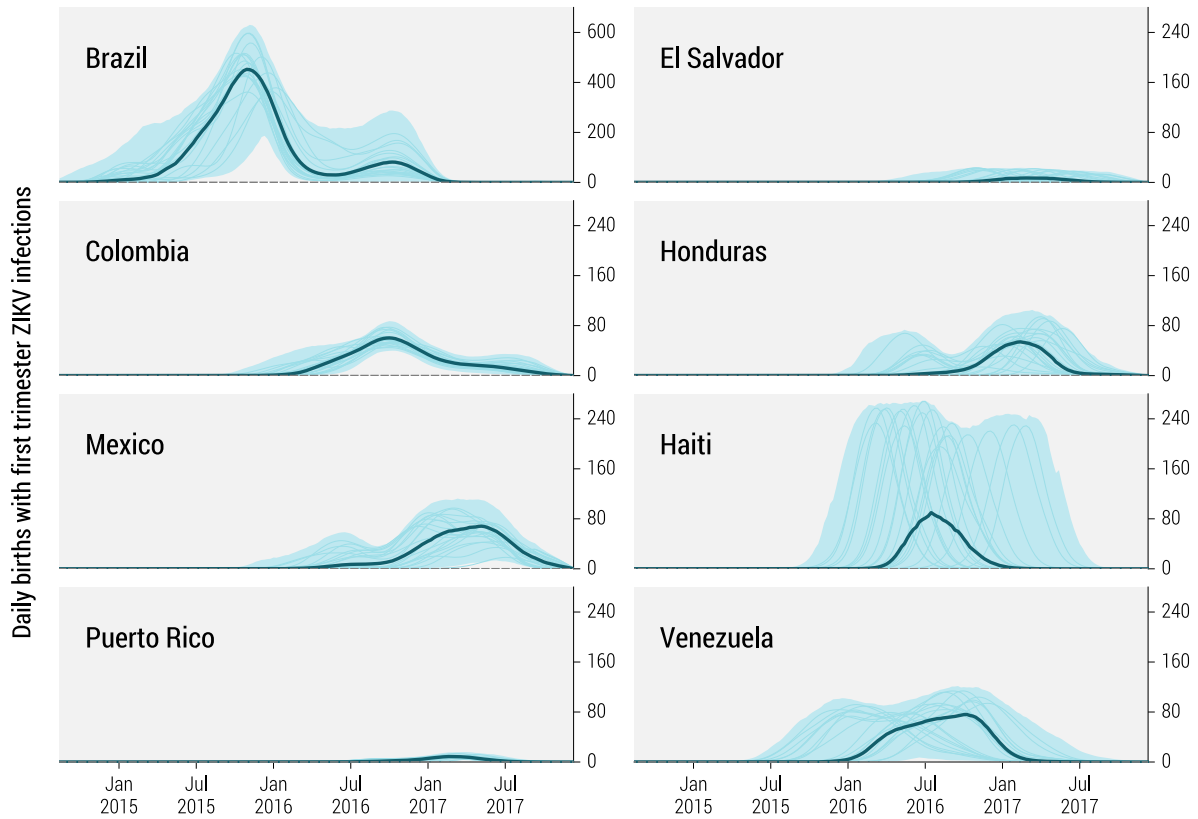 Daily births with first trimester ZIKV infections
Brazil
600
400
200
0
El Salvador
240
160
80
0
Colombia
240
160
80
0
Honduras
240
160
80
0
Mexico
240
160
80
0
Haiti
240
160
80
0
Puerto Rico
240
160
80
0
Venezuela
240
160
80
0
Jan Jul Jan Jul Jan Jul
2015 2015 2016 2016 2017 2017
Jan Jul Jan Jul Jan Jul
2015 2015 2016 2016 2017 2017